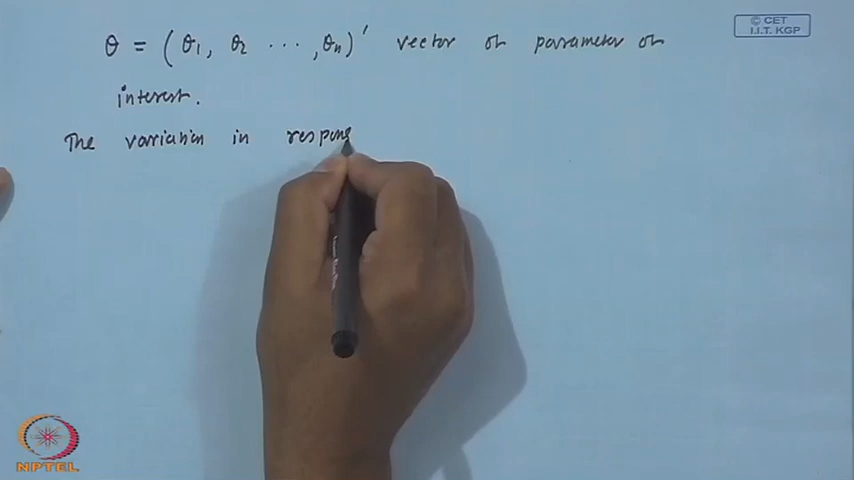 θ = (θ1, θ2 ... , θn)' vector of parameter of
interest.
The variation in respons
© CET
I.I.T. KGP
NPTEL